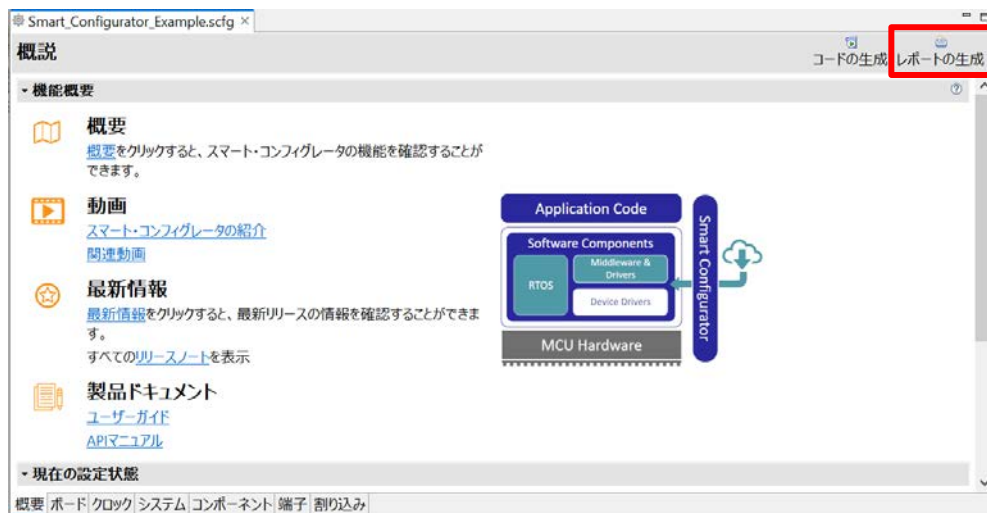 Smart_Configurator_Example.scfg
概説
コードの生成 レポートの生成
機能概要
概要
概要をクリックすると、スマート・コンフィグレータの機能を確認することが
できます。
動画
スマート・コンフィグレータの紹介
関連動画
最新情報
最新情報をクリックすると、最新リリースの情報を確認することができま
す。
すべてのリリースノートを表示
製品ドキュメント
ユーザーガイド
APIマニュアル
Application Code
Software Components
RTOS
Middleware &
Drivers
Device Drivers
MCU Hardware
Smart Configurator
現在の設定状態
概要 ボード クロック システム コンポーネント 端子 割り込み